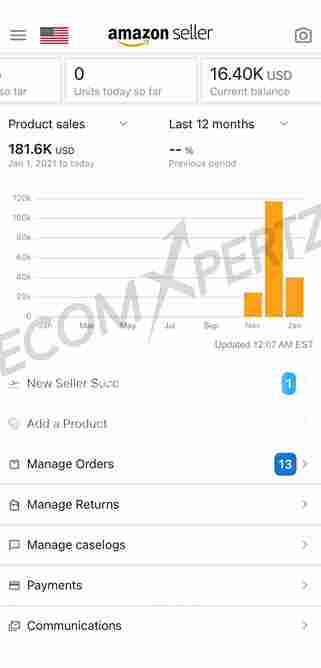 amazon seller
so far
0
Units today so far
16.40K USD
Current balance
Product sales
Last 12 months
181.6K USD
-- %
Jan 1, 2021 to today
Previous period
120k
100k
80k
60k
40k
20k
0
Jan Mar May Jul Sep Nov Jan
ECOMXPERTZ
Updated 12:07 AM EST
New Seller Succ
1
Add a Product
Manage Orders
13
Manage Returns
Manage caselogs
Payments
Communications